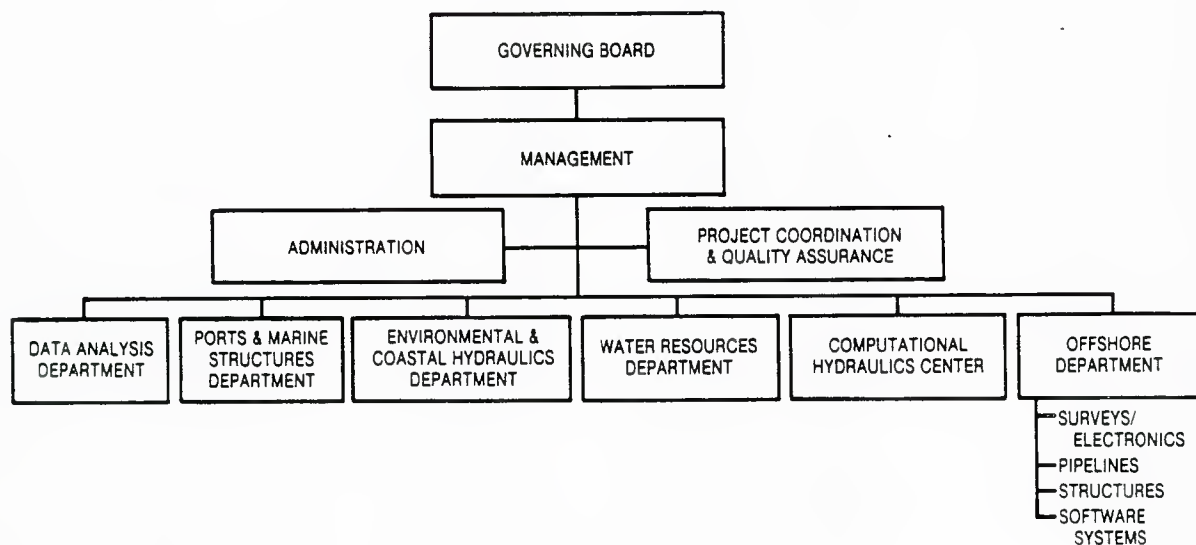 GOVERNING BOARD
MANAGEMENT
ADMINISTRATION
PROJECT COORDINATION
& QUALITY ASSURANCE
DATA ANALYSIS
DEPARTMENT
PORTS & MARINE
STRUCTURES
DEPARTMENT
ENVIRONMENTAL &
COASTAL HYDRAULICS
DEPARTMENT
WATER RESOURCES
DEPARTMENT
COMPUTATIONAL
HYDRAULICS CENTER
OFFSHORE
DEPARTMENT
SURVEYS/
ELECTRONICS
PIPELINES
STRUCTURES
SOFTWARE
SYSTEMS